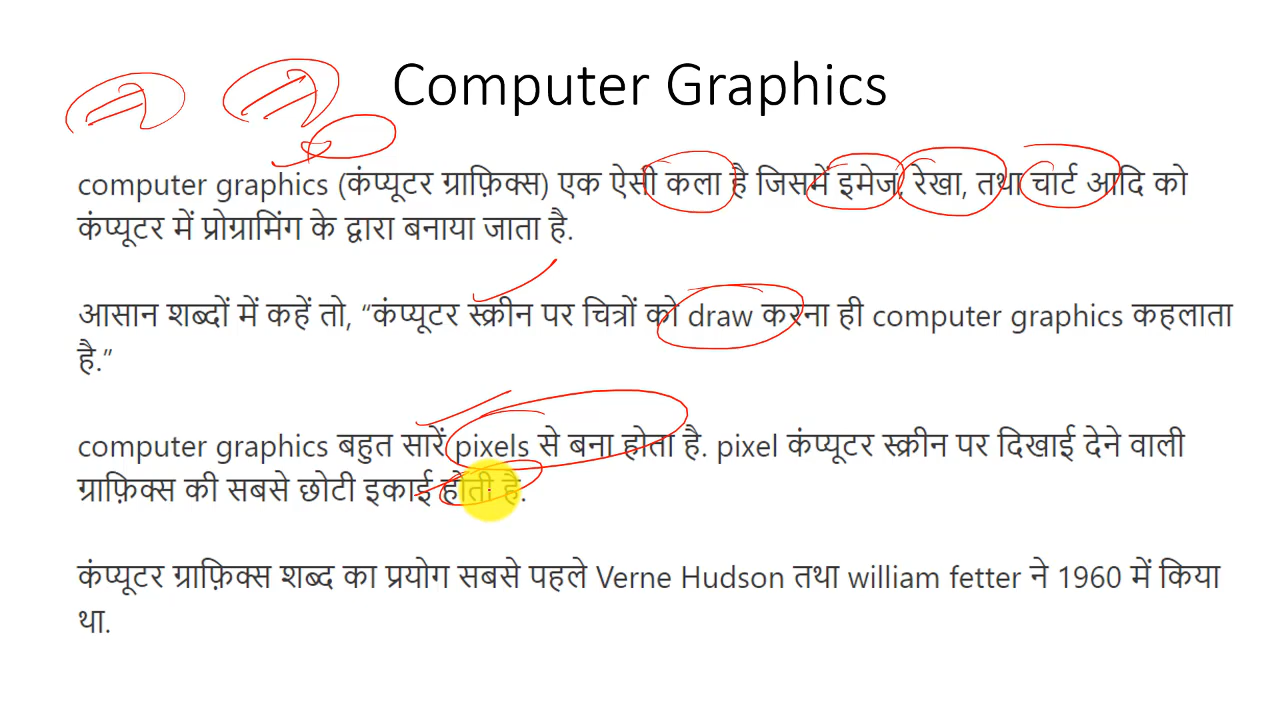 Computer Graphics
computer graphics (कंप्यूटर ग्राफ़िक्स) एक ऐसी कला है जिसमें इमेज, रेखा, तथा चार्ट आदि को
कंप्यूटर में प्रोग्रामिंग के द्वारा बनाया जाता है.
आसान शब्दों में कहें तो, “कंप्यूटर स्क्रीन पर चित्रों को draw करना ही computer graphics कहलाता
है.”
computer graphics बहुत सारें pixels से बना होता है. pixel कंप्यूटर स्क्रीन पर दिखाई देने वाली
ग्राफ़िक्स की सबसे छोटी इकाई होती है.
कंप्यूटर ग्राफ़िक्स शब्द का प्रयोग सबसे पहले Verne Hudson तथा william fetter ने 1960 में किया
था.